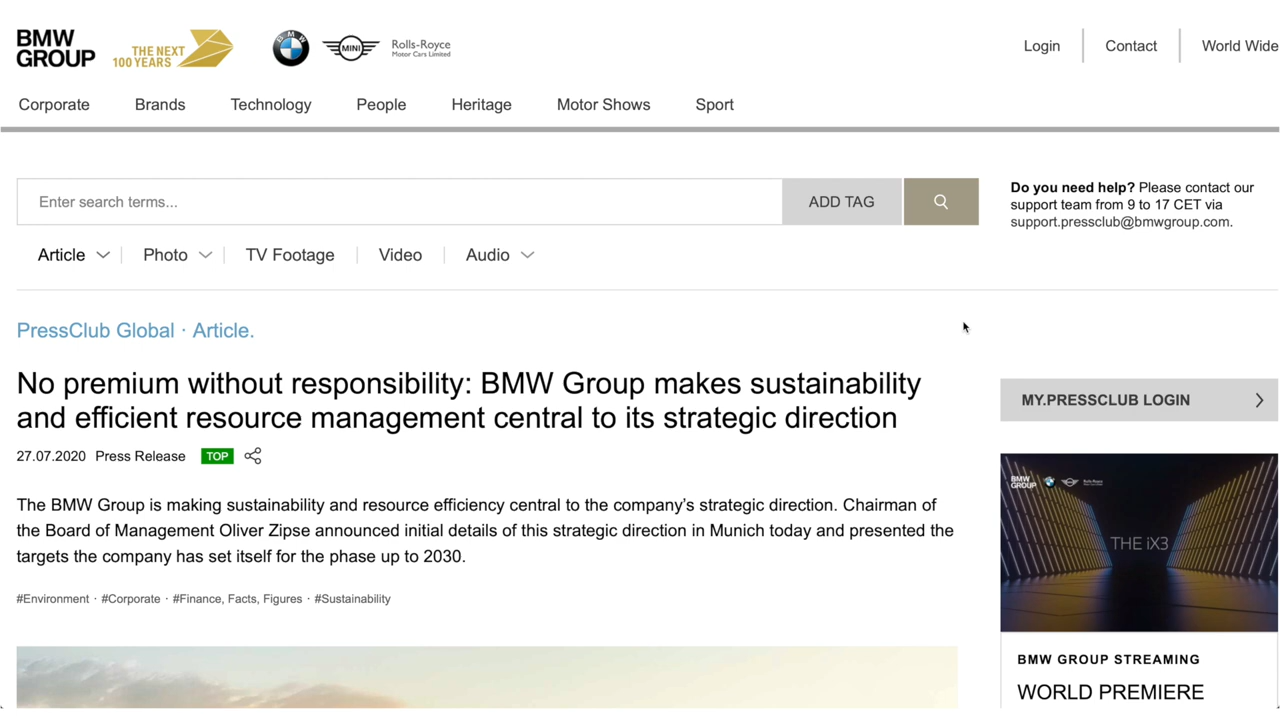 BMW
GROUP
THE NEXT
100 YEARS
BMW
MINI
Rolls-Royce
Motor Cars Limited
Login
Contact
World Wide
Corporate
Brands
Technology
People
Heritage
Motor Shows
Sport
Enter search terms...
ADD TAG
Do you need help? Please contact our
support team from 9 to 17 CET via
support.pressclub@bmwgroup.com.
Article
Photo
TV Footage
Video
Audio
PressClub Global · Article.
No premium without responsibility: BMW Group makes sustainability
and efficient resource management central to its strategic direction
27.07.2020 Press Release TOP
The BMW Group is making sustainability and resource efficiency central to the company's strategic direction. Chairman of
the Board of Management Oliver Zipse announced initial details of this strategic direction in Munich today and presented the
targets the company has set itself for the phase up to 2030.
#Environment · #Corporate · #Finance, Facts, Figures · #Sustainability
MY.PRESSCLUB LOGIN
BMW
GROUP
THE iX3
BMW GROUP STREAMING
WORLD PREMIERE